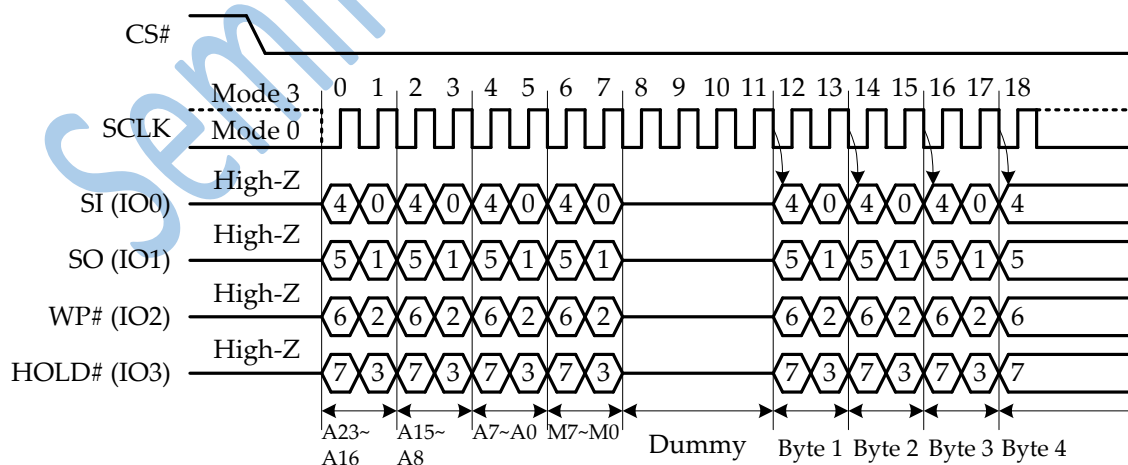 CS#
Mode 3 0 1 2 3 4 5 6 7 8 9 10 11 12 13 14 15 16 17 18
SCLK Mode 0
High-Z
SI (IO0) 4 0 4 0 4 0 4 0 4 0 4 0 4 0 4
High-Z
SO (IO1) 5 1 5 1 5 1 5 1 5 1 5 1 5 1 5
High-Z
WP# (IO2) 6 2 6 2 6 2 6 2 6 2 6 2 6 2 6
High-Z
HOLD# (IO3) 7 3 7 3 7 3 7 3 7 3 7 3 7 3 7
A23~ A15~ A7~A0 M7~M0 Dummy Byte 1 Byte 2 Byte 3 Byte 4
A16 A8
Semi